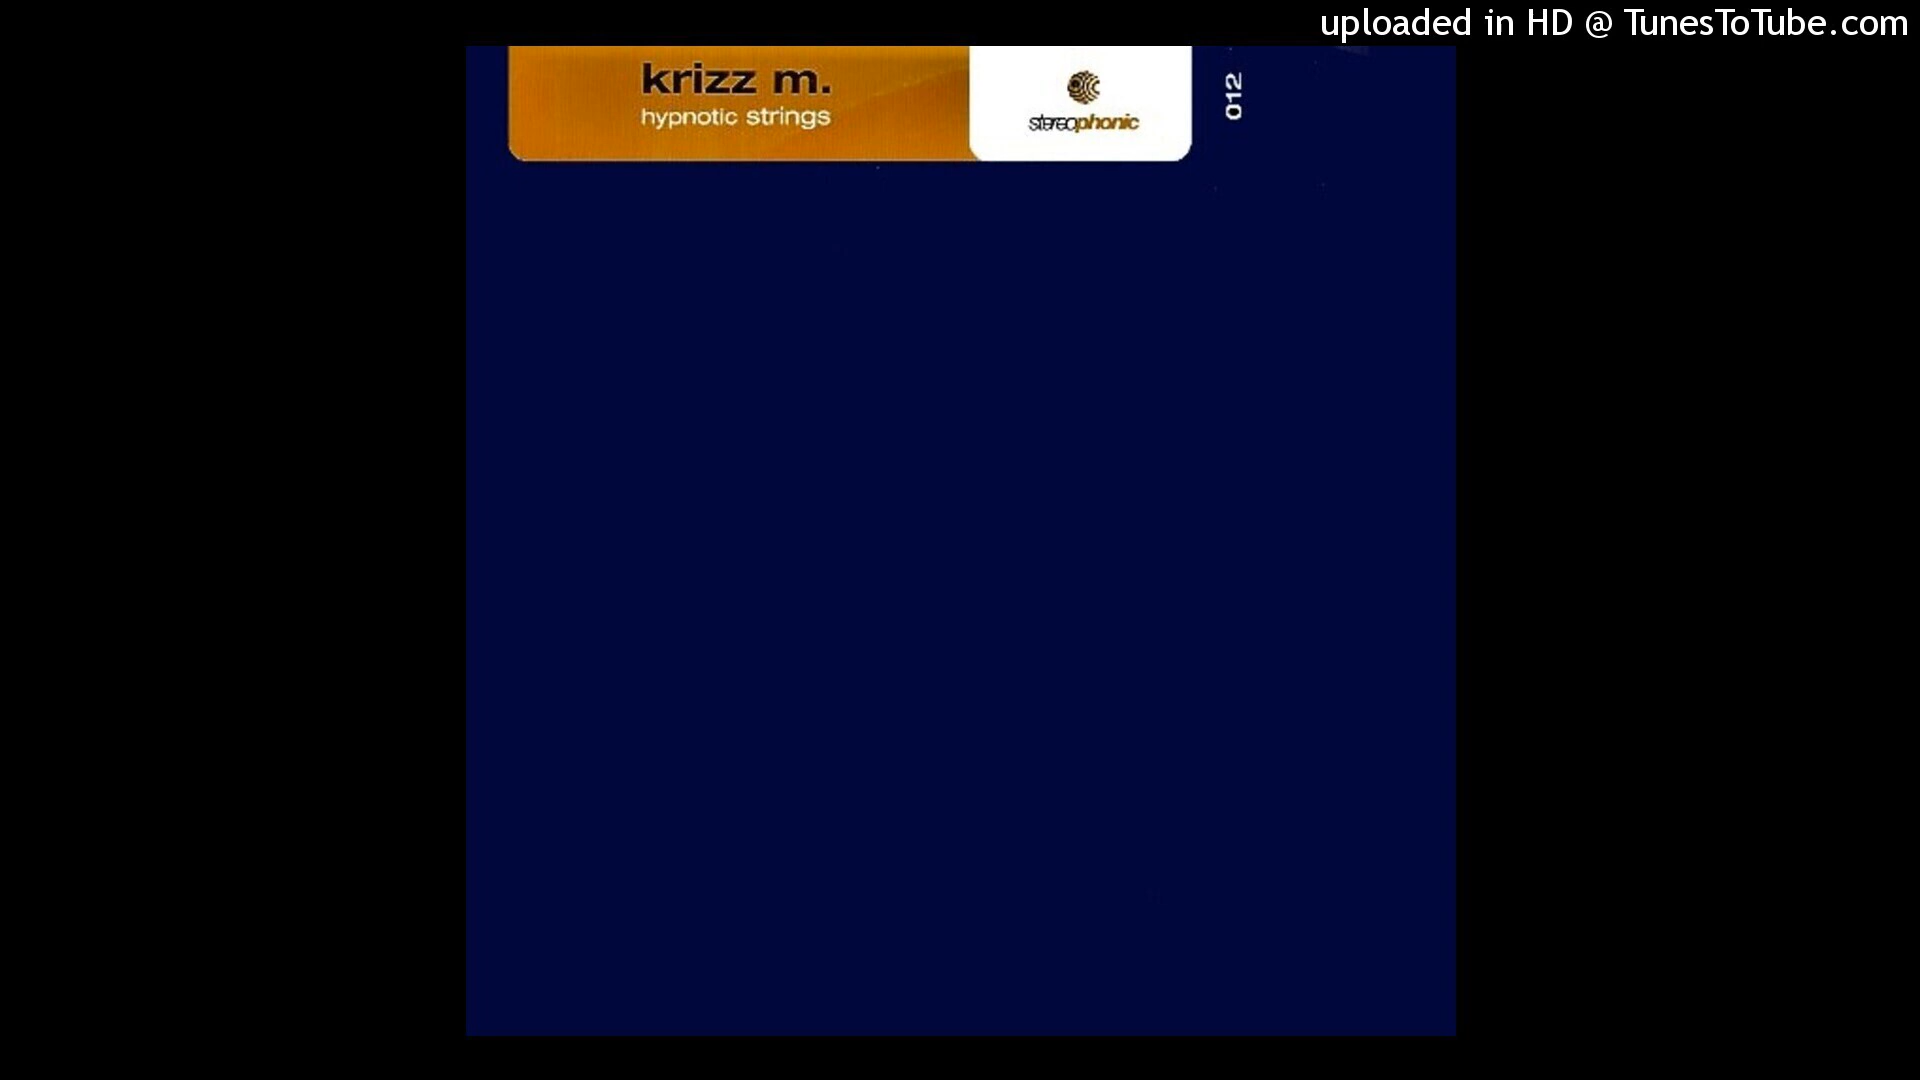 uploaded in HD @ TunesToTube.com
krizz m.
hypnotic strings
stereophonic
012